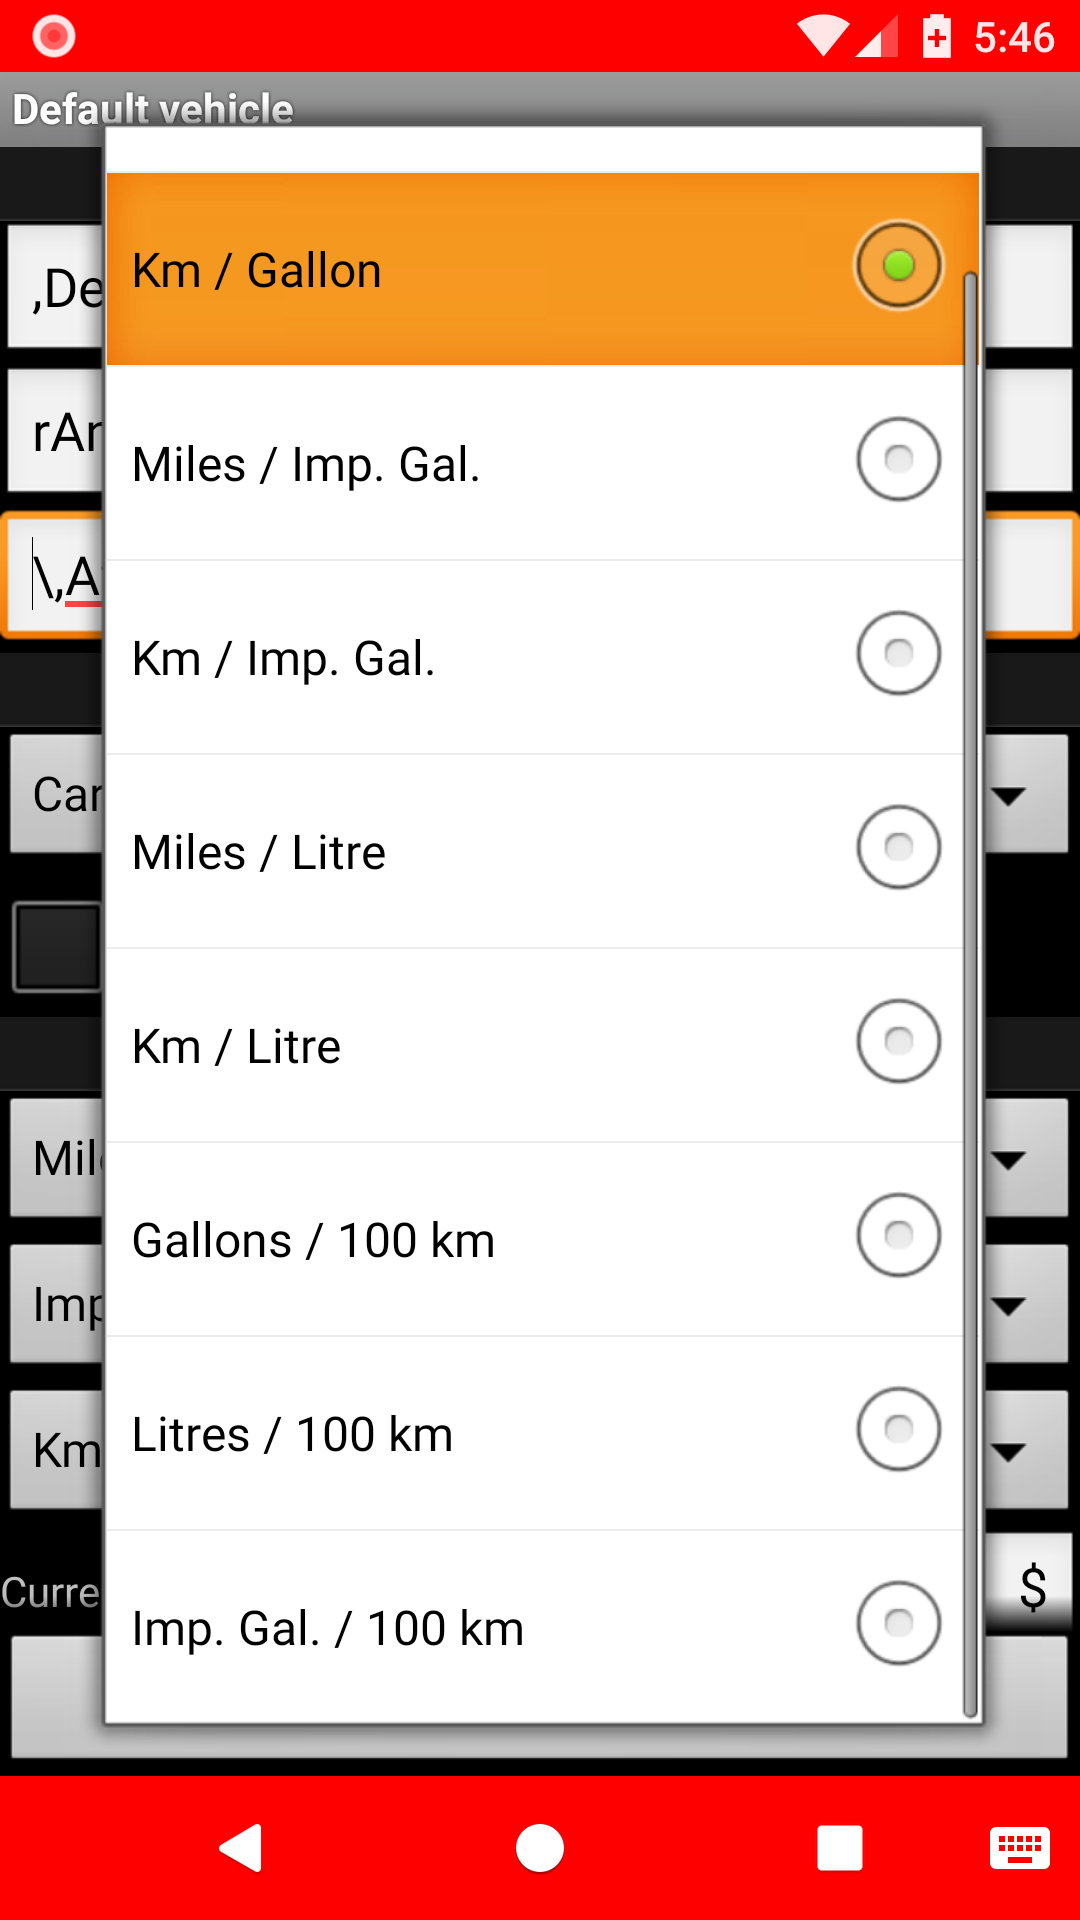 5:46
Default vehicle
,De
Km / Gallon
rAr
Miles / Imp. Gal.
\,A
Km / Imp. Gal.
Car
Miles / Litre
Km / Litre
Mil
Gallons / 100 km
Imp
Litres / 100 km
Km
Curre
$
Imp. Gal. / 100 km